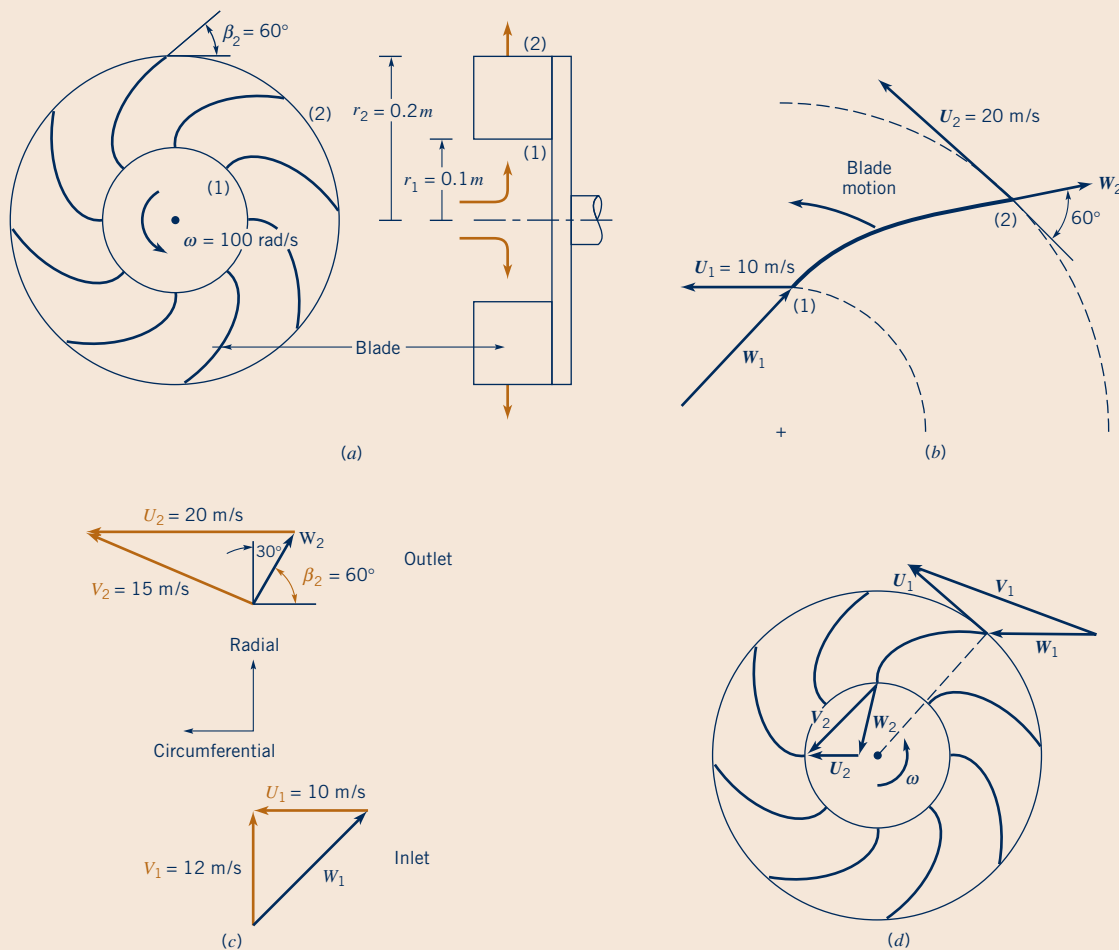 β₂ = 60°
(2)
(1)
ω = 100 rad/s
r₂ = 0.2m
(2)
(1)
r₁ = 0.1m
Blade
(a)
U₂ = 20 m/s
Blade motion
W₂
(2)
60°
U₁ = 10 m/s
(1)
W₁
+
(b)
U₂ = 20 m/s
W₂
30°
β₂ = 60°
V₂ = 15 m/s
Outlet
Radial
Circumferential
U₁ = 10 m/s
V₁ = 12 m/s
W₁
Inlet
(c)
U₁
V₁
W₁
V₂
W₂
U₂
ω
(d)